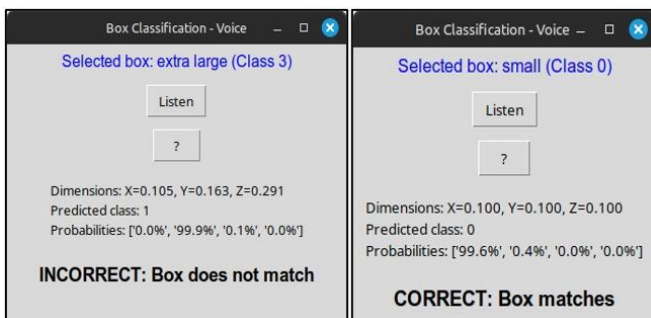 Box Classification - Voice
Selected box: extra large (Class 3)
Listen
?
Dimensions: X=0.105, Y=0.163, Z=0.291
Predicted class: 1
Probabilities: ['0.0%', '99.9%', '0.1%', '0.0%']
INCORRECT: Box does not match
Box Classification - Voice
Selected box: small (Class 0)
Listen
?
Dimensions: X=0.100, Y=0.100, Z=0.100
Predicted class: 0
Probabilities: ['99.6%', '0.4%', '0.0%', '0.0%']
CORRECT: Box matches